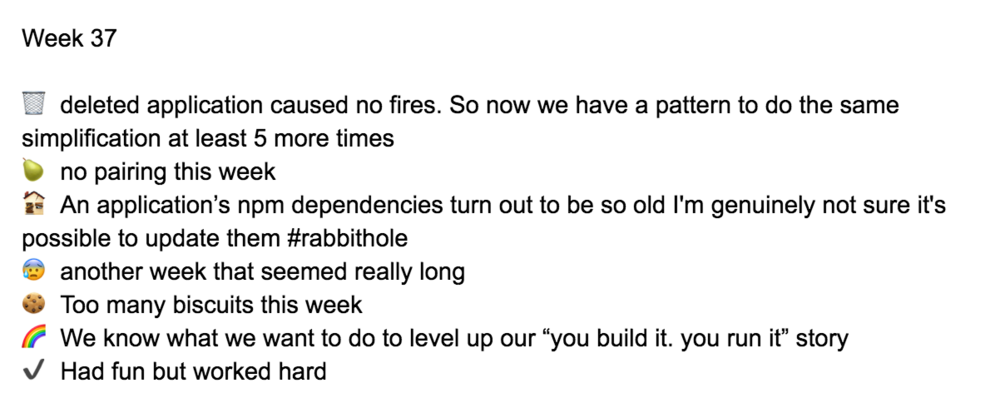 Week 37
🗑️ deleted application caused no fires. So now we have a pattern to do the same
simplification at least 5 more times
🍐 no pairing this week
🏚️ An application’s npm dependencies turn out to be so old I'm genuinely not sure it's
possible to update them #rabbithole
😰 another week that seemed really long
🍪 Too many biscuits this week
🌈 We know what we want to do to level up our “you build it. you run it” story
✔️ Had fun but worked hard